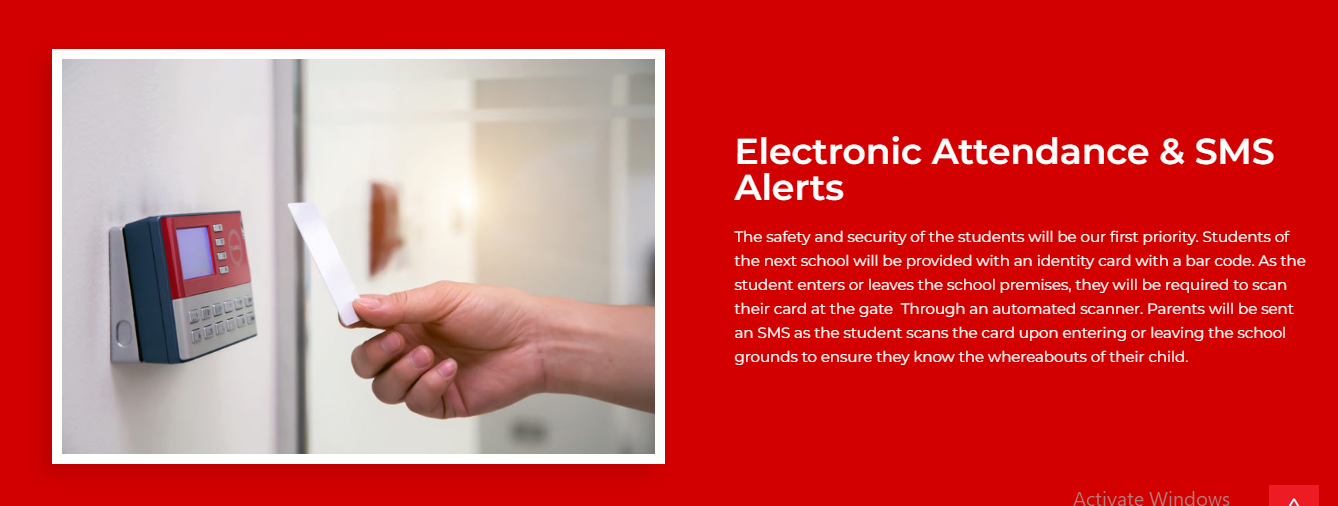 Electronic Attendance & SMS
Alerts
The safety and security of the students will be our first priority. Students of
the next school will be provided with an identity card with a bar code. As the
student enters or leaves the school premises, they will be required to scan
their card at the gate  Through an automated scanner. Parents will be sent
an SMS as the student scans the card upon entering or leaving the school
grounds to ensure they know the whereabouts of their child.
Activate Windows